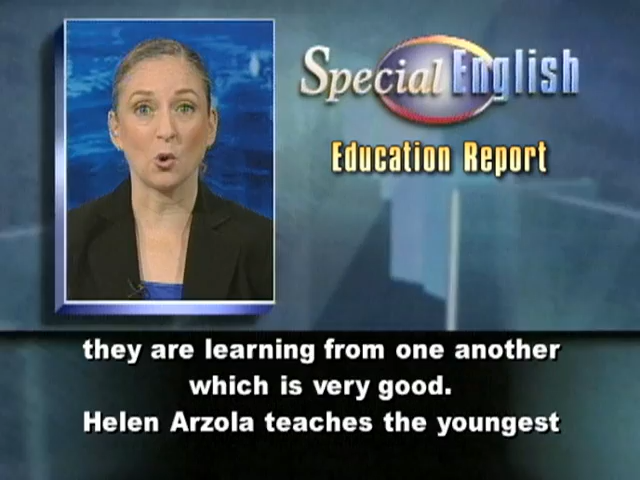 Special English
Education Report
they are learning from one another
which is very good.
Helen Arzola teaches the youngest